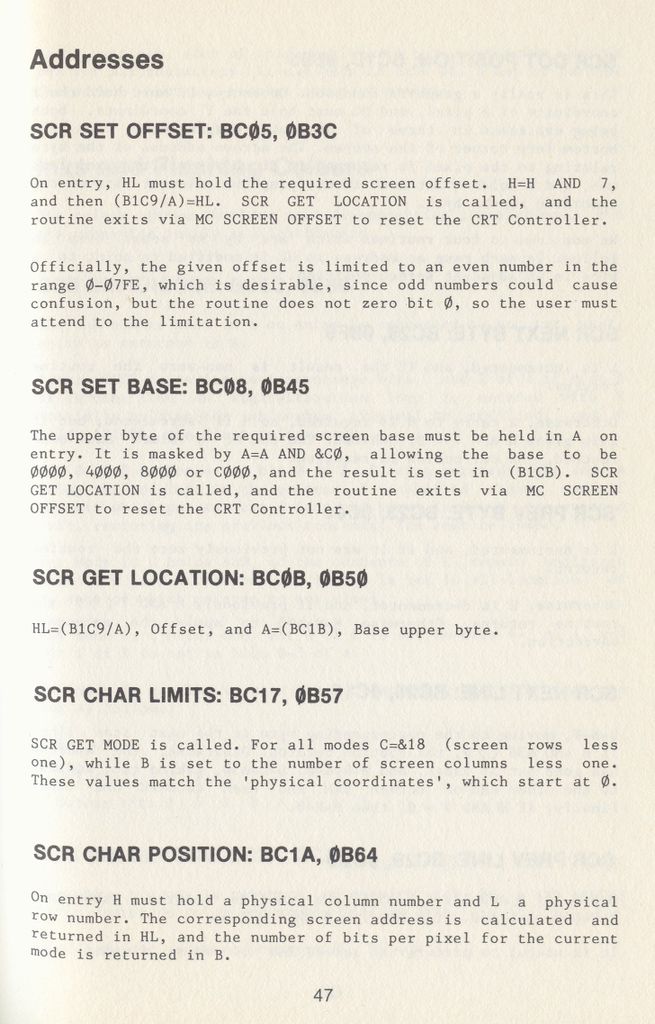 Addresses
SCR SET OFFSET: BCØ5, ØB3C
On entry, HL must hold the required screen offset. H=H AND 7,
and then (B1C9/A)=HL. SCR GET LOCATION is called, and the
routine exits via MC SCREEN OFFSET to reset the CRT Controller.
Officially, the given offset is limited to an even number in the
range Ø-Ø7FE, which is desirable, since odd numbers could cause
confusion, but the routine does not zero bit Ø, so the user must
attend to the limitation.
SCR SET BASE: BCØ8, ØB45
The upper byte of the required screen base must be held in A on
entry. It is masked by A=A AND &CØ, allowing the base to be
ØØØØ, 4ØØØ, 8ØØØ or CØØØ, and the result is set in (B1CB). SCR
GET LOCATION is called, and the routine exits via MC SCREEN
OFFSET to reset the CRT Controller.
SCR GET LOCATION: BCØB, ØB5Ø
HL=(B1C9/A), Offset, and A=(BC1B), Base upper byte.
SCR CHAR LIMITS: BC17, ØB57
SCR GET MODE is called. For all modes C=&18 (screen rows less
one), while B is set to the number of screen columns less one.
These values match the 'physical coordinates', which start at Ø.
SCR CHAR POSITION: BC1A, ØB64
On entry H must hold a physical column number and L a physical
row number. The corresponding screen address is calculated and
returned in HL, and the number of bits per pixel for the current
mode is returned in B.
47